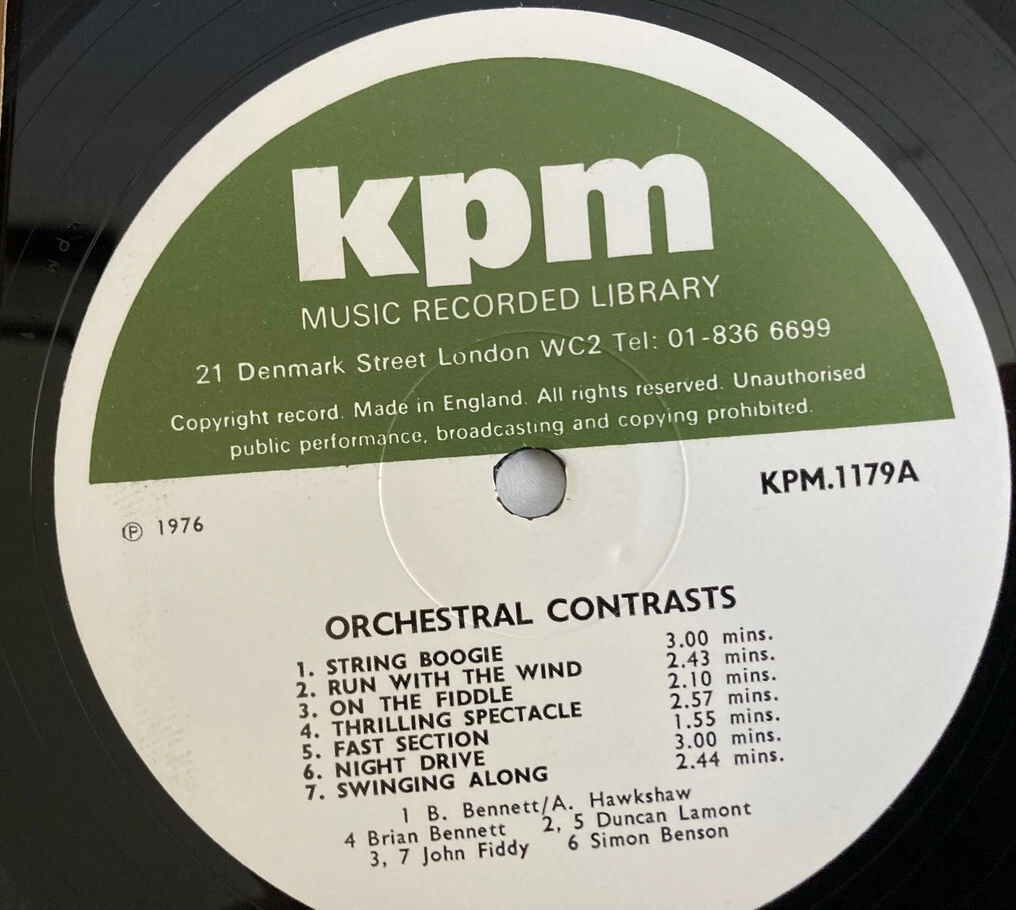 kpm
MUSIC RECORDED LIBRARY
21 Denmark Street London WC2 Tel: 01-836 6699
Copyright record. Made in England. All rights reserved. Unauthorised
public performance, broadcasting and copying prohibited.
KPM.1179A
Ⓟ 1976
ORCHESTRAL CONTRASTS
1. STRING BOOGIE 3.00 mins.
2. RUN WITH THE WIND 2.43 mins.
3. ON THE FIDDLE 2.10 mins.
4. THRILLING SPECTACLE 2.57 mins.
5. FAST SECTION 1.55 mins.
6. NIGHT DRIVE 3.00 mins.
7. SWINGING ALONG 2.44 mins.
1 B. Bennett/A. Hawkshaw
4 Brian Bennett 2, 5 Duncan Lamont
3, 7 John Fiddy 6 Simon Benson